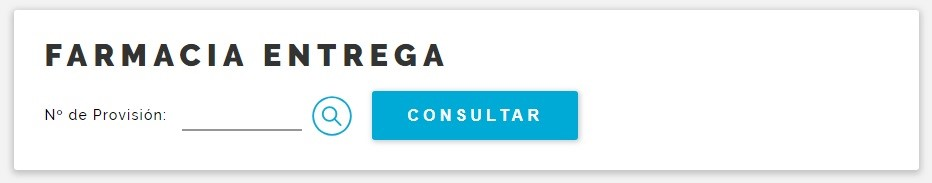 FARMACIA ENTREGA
Nº de Provisión: CONSULTAR